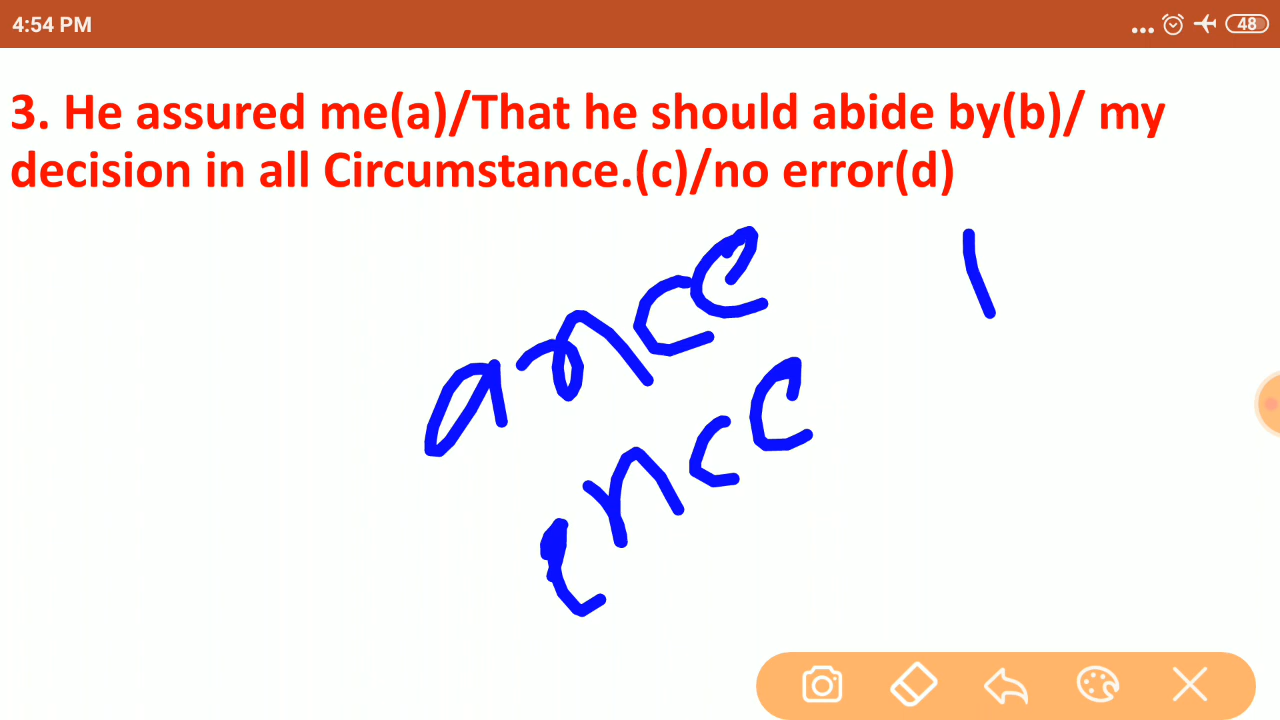 4:54 PM
48
3. He assured me(a)/That he should abide by(b)/ my
decision in all Circumstance.(c)/no error(d)
ance
ence